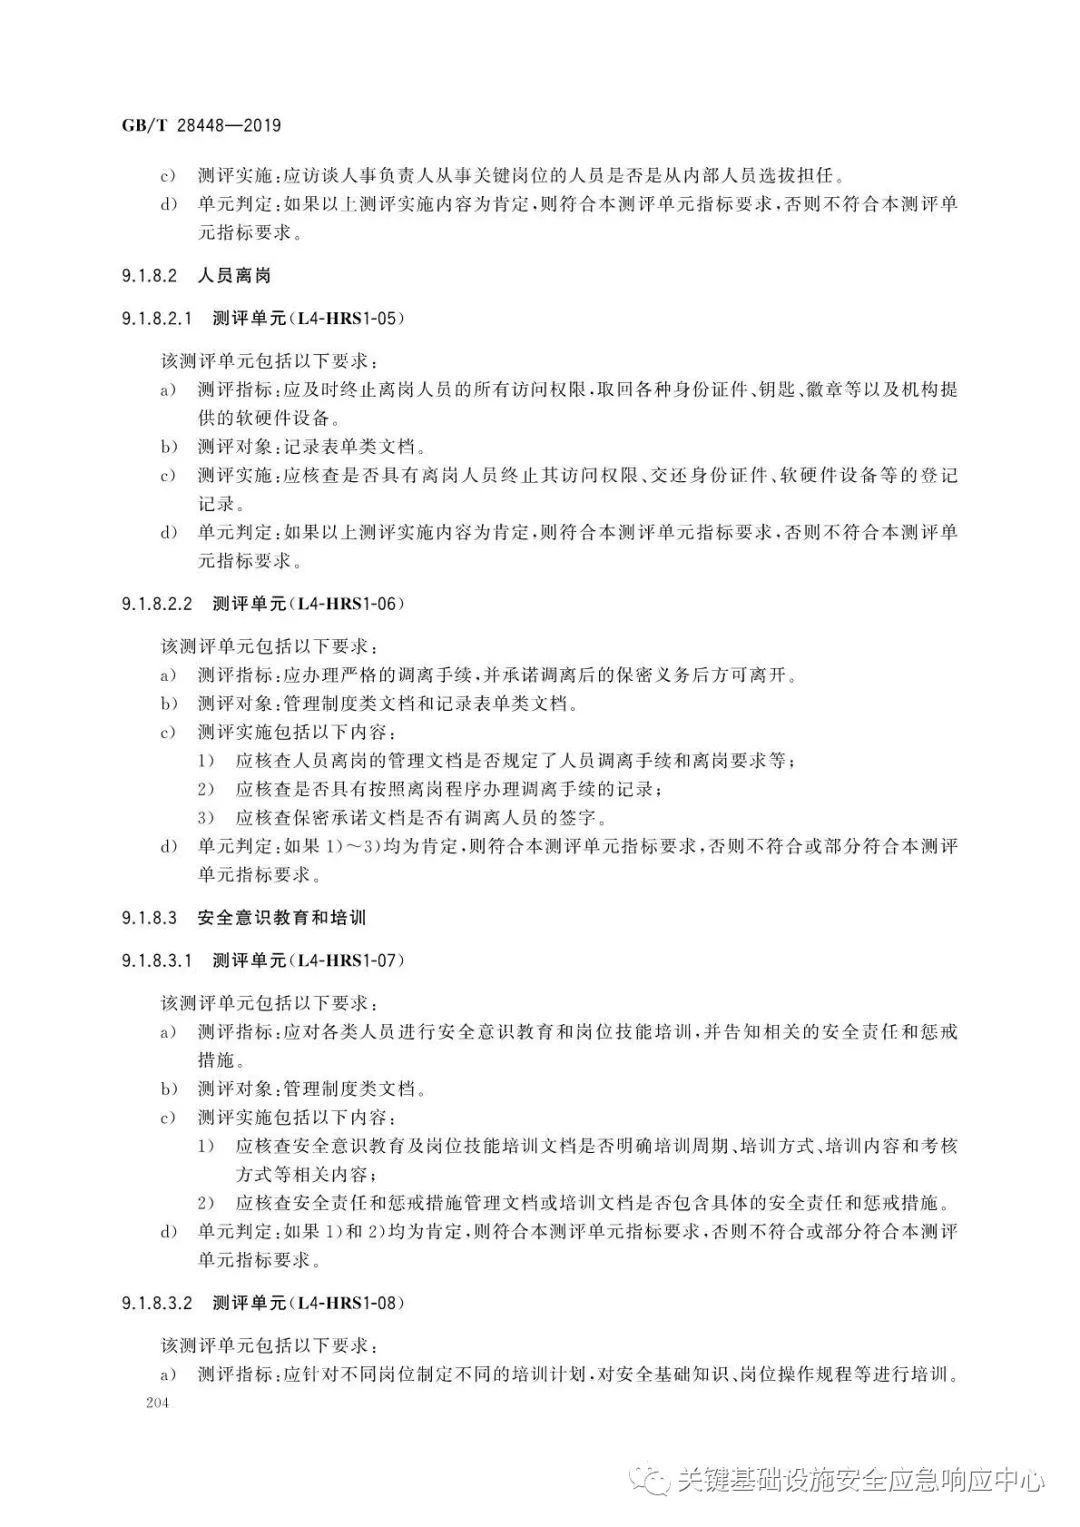 GB/T 28448—2019
c) 测评实施:应访谈人事负责人从事关键岗位的人员是否是从内部人员选拔担任。
d) 单元判定:如果以上测评实施内容为肯定,则符合本测评单元指标要求,否则不符合本测评单
元指标要求。
9.1.8.2 人员离岗
9.1.8.2.1 测评单元(L4-HRS1-05)
该测评单元包括以下要求:
a) 测评指标:应及时终止离岗人员的所有访问权限,取回各种身份证件、钥匙、徽章等以及机构提
供的软硬件设备。
b) 测评对象:记录表单类文档。
c) 测评实施:应核查是否具有离岗人员终止其访问权限、交还身份证件、软硬件设备等的登记
记录。
d) 单元判定:如果以上测评实施内容为肯定,则符合本测评单元指标要求,否则不符合本测评单
元指标要求。
9.1.8.2.2 测评单元(L4-HRS1-06)
该测评单元包括以下要求:
a) 测评指标:应办理严格的调离手续,并承诺调离后的保密义务后方可离开。
b) 测评对象:管理制度类文档和记录表单类文档。
c) 测评实施包括以下内容:
1) 应核查人员离岗的管理文档是否规定了人员调离手续和离岗要求等;
2) 应核查是否具有按照离岗程序办理调离手续的记录;
3) 应核查保密承诺文档是否有调离人员的签字。
d) 单元判定:如果 1)~3)均为肯定,则符合本测评单元指标要求,否则不符合或部分符合本测评
单元指标要求。
9.1.8.3 安全意识教育和培训
9.1.8.3.1 测评单元(L4-HRS1-07)
该测评单元包括以下要求:
a) 测评指标:应对各类人员进行安全意识教育和岗位技能培训,并告知相关的安全责任和惩戒
措施。
b) 测评对象:管理制度类文档。
c) 测评实施包括以下内容:
1) 应核查安全意识教育及岗位技能培训文档是否明确培训周期、培训方式、培训内容和考核
方式等相关内容;
2) 应核查安全责任和惩戒措施管理文档或培训文档是否包含具体的安全责任和惩戒措施。
d) 单元判定:如果 1)和 2)均为肯定,则符合本测评单元指标要求,否则不符合或部分符合本测评
单元指标要求。
9.1.8.3.2 测评单元(L4-HRS1-08)
该测评单元包括以下要求:
a) 测评指标:应针对不同岗位制定不同的培训计划,对安全基础知识、岗位操作规程等进行培训。
204
关键基础设施安全应急响应中心